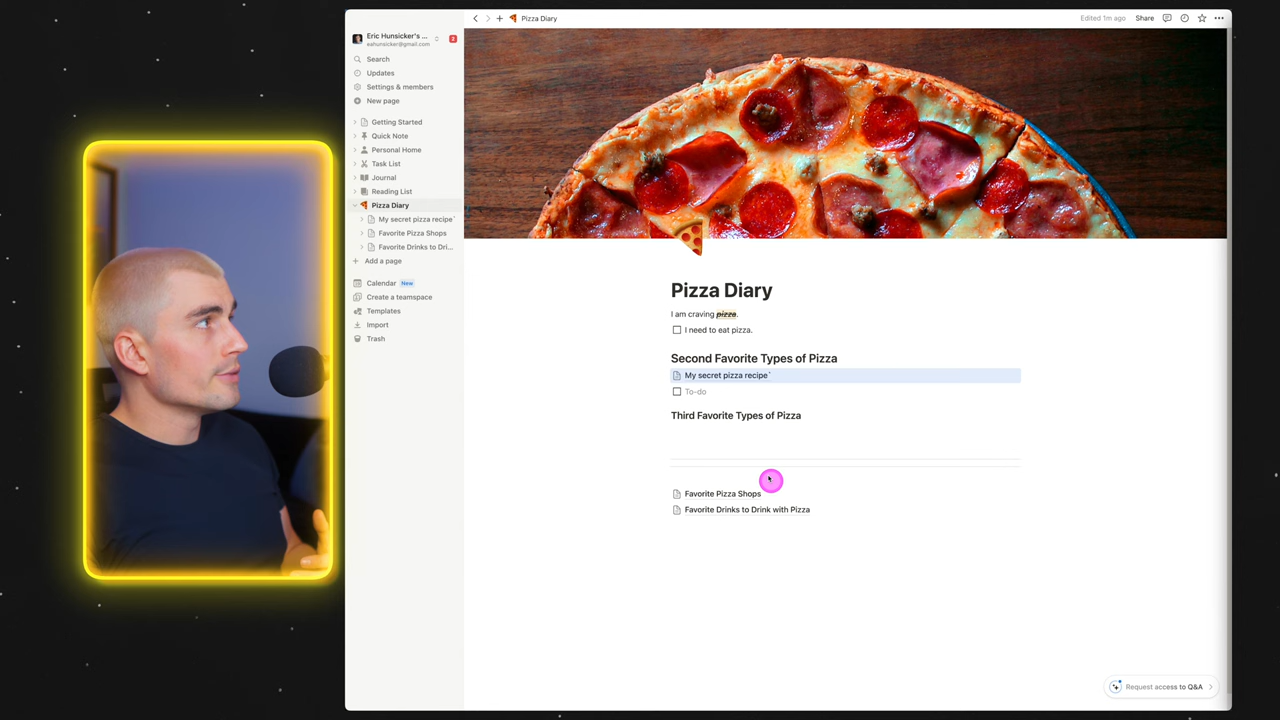 Pizza Diary
Edited 1m ago
Share
Eric Hunsicker's ...
eahunsicker@gmail.com
2
Search
Updates
Settings & members
New page
Getting Started
Quick Note
Personal Home
Task List
Journal
Reading List
Pizza Diary
My secret pizza recipe`
Favorite Pizza Shops
Favorite Drinks to Dri...
Add a page
Calendar New
Create a teamspace
Templates
Import
Trash
Pizza Diary
I am craving pizza.
I need to eat pizza.
Second Favorite Types of Pizza
My secret pizza recipe`
To-do
Third Favorite Types of Pizza
Favorite Pizza Shops
Favorite Drinks to Drink with Pizza
Request access to Q&A